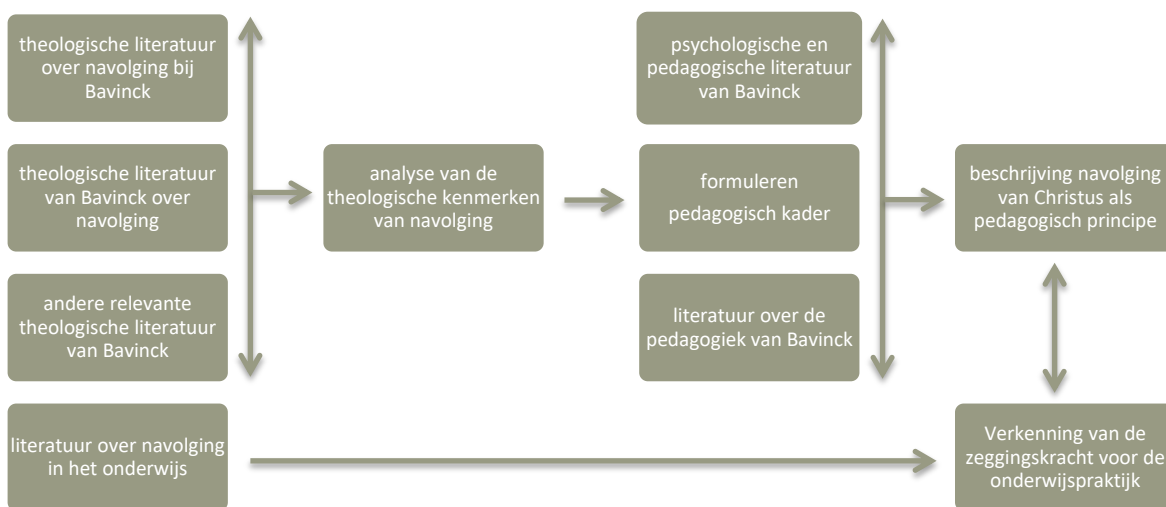 theologische literatuur
over navolging bij
Bavinck
theologische literatuur
van Bavinck over
navolging
andere relevante
theologische literatuur
van Bavinck
literatuur over navolging
in het onderwijs
analyse van de
theologische kenmerken
van navolging
psychologische en
pedagogische literatuur
van Bavinck
formuleren
pedagogisch kader
literatuur over de
pedagogiek van Bavinck
beschrijving navolging
van Christus als
pedagogisch principe
Verkenning van de
zeggingskracht voor de
onderwijspraktijk